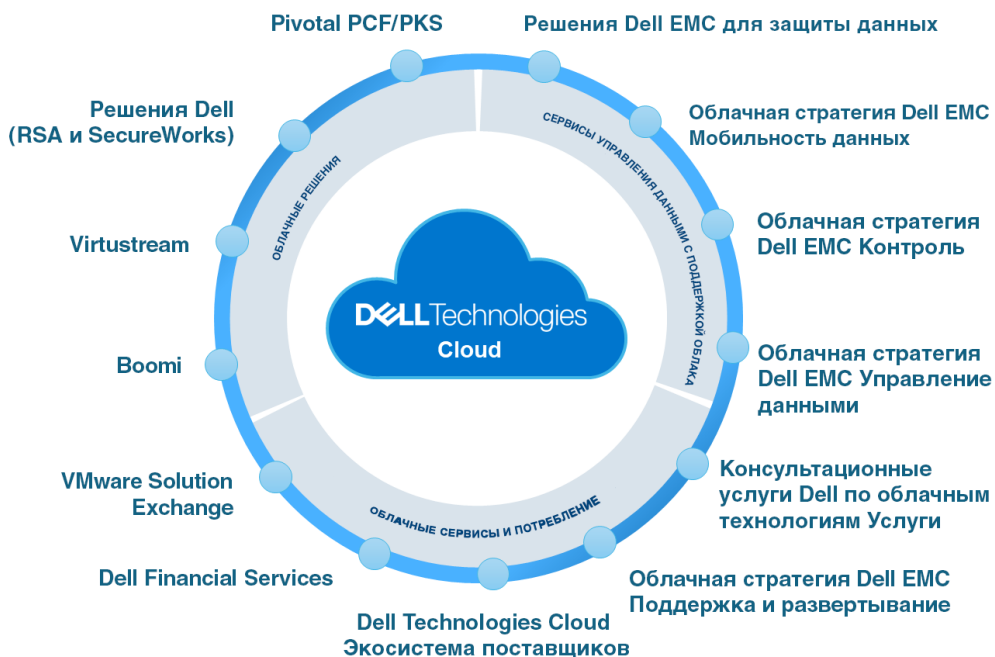 Pivotal PCF/PKS
Решения Dell EMC для защиты данных
Решения Dell
(RSA и SecureWorks)
Облачная стратегия Dell EMC
Мобильность данных
Virtustream
Облачная стратегия
Dell EMC Контроль
Boomi
Облачная стратегия
Dell EMC Управление
данными
VMware Solution
Exchange
Консультационные
услуги Dell по облачным
технологиям Услуги
Dell Financial Services
Облачная стратегия Dell EMC
Поддержка и развертывание
Dell Technologies Cloud
Экосистема поставщиков
ОБЛАЧНЫЕ РЕШЕНИЯ
СЕРВИСЫ УПРАВЛЕНИЯ ДАННЫМИ С ПОДДЕРЖКОЙ ОБЛАКА
ОБЛАЧНЫЕ СЕРВИСЫ И ПОТРЕБЛЕНИЕ
DELL Technologies
Cloud